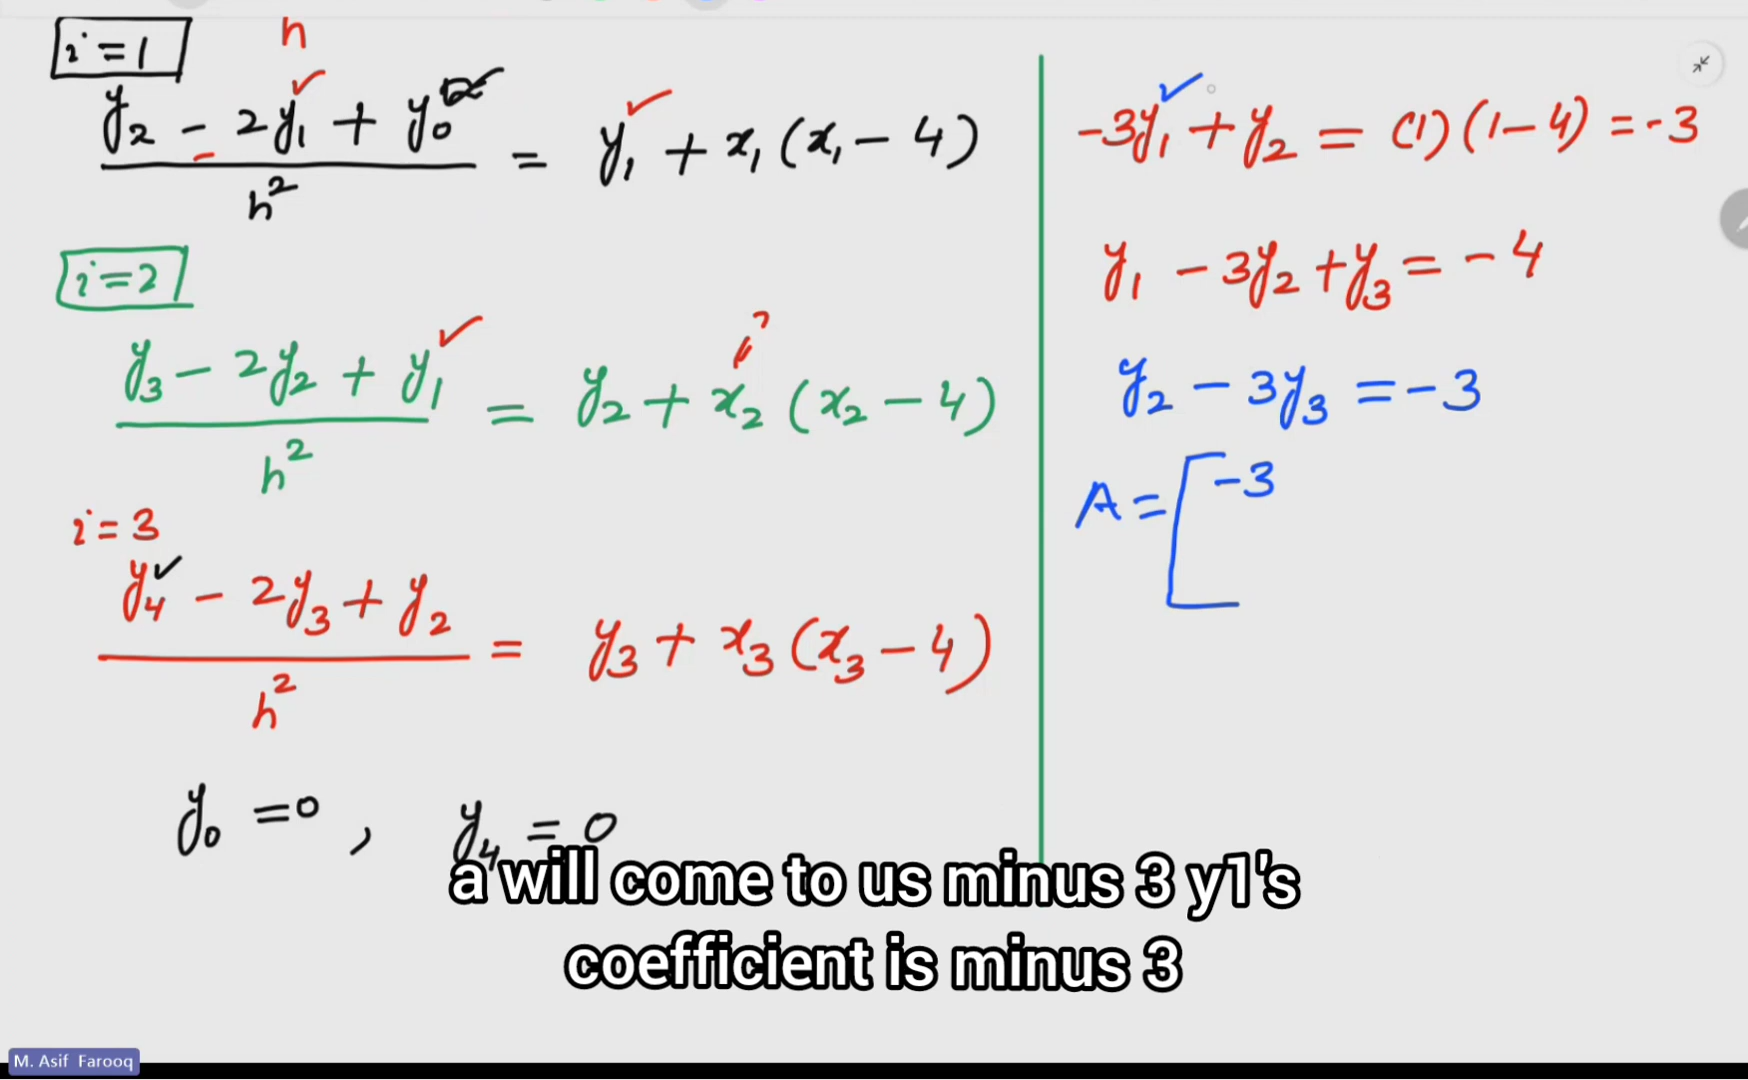 i=1
h
y₂ - 2y₁ + y₀
h²
= y₁ + x₁(x₁ - 4)
i=2
y₃ - 2y₂ + y₁
h²
= y₂ + x₂(x₂ - 4)
i=3
y₄ - 2y₃ + y₂
h²
= y₃ + x₃(x₃ - 4)
y₀ =0 , y₄ = 0
-3y₁ + y₂ = (1)(1-4) = -3
y₁ - 3y₂ + y₃ = -4
y₂ - 3y₃ = -3
A = [ -3
a will come to us minus 3 y1's
coefficient is minus 3
M. Asif Farooq